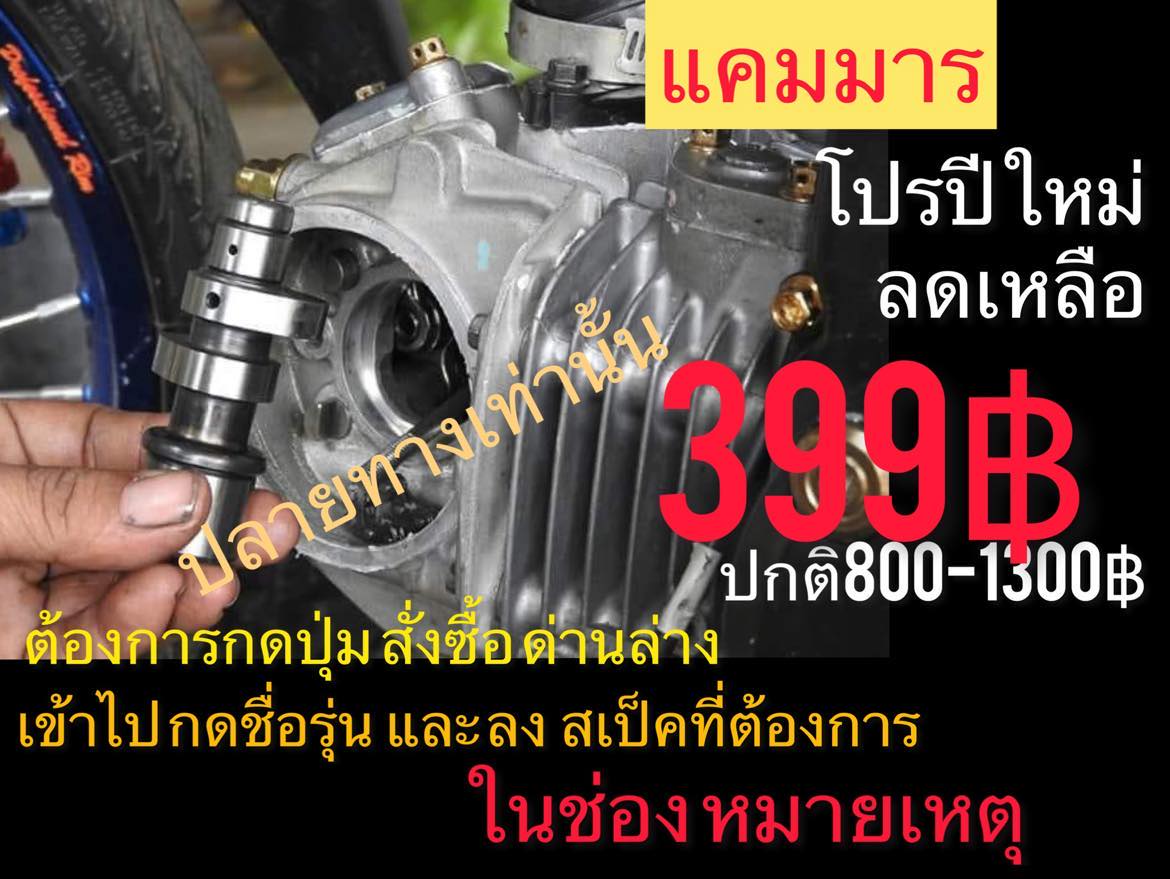 Professional Rim
แคมมาร
โปรปี ใหม่
ลดเหลือ
399฿
ปกติ800-1300฿
ปลายทางเท่านั้น
ต้องการกดปุ่ม สั่งซื้อ ด่านล่าง
เข้าไป กดชื่อรุ่น และ ลง สเป็คที่ต้องการ
ในช่อง หมายเหตุ